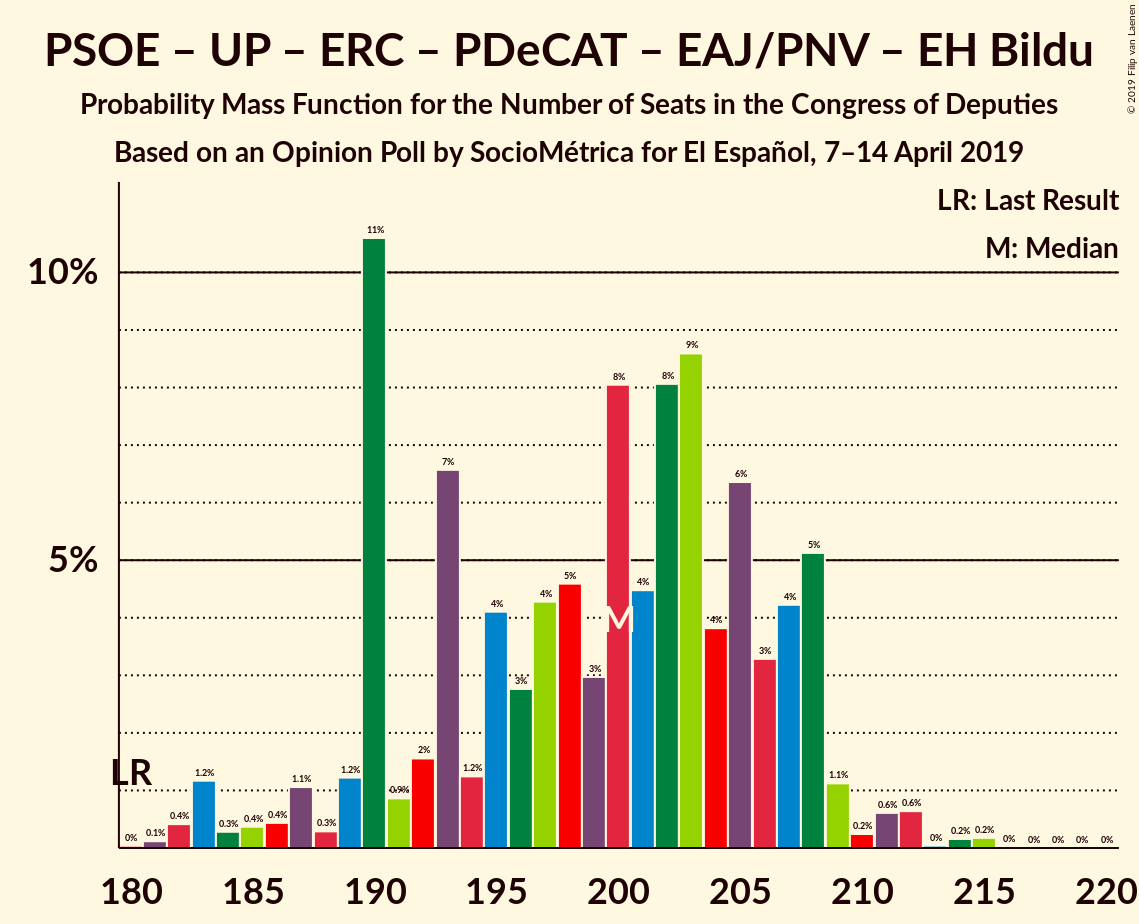 PSOE – UP – ERC – PDeCAT – EAJ/PNV – EH Bildu
Probability Mass Function for the Number of Seats in the Congress of Deputies
Based on an Opinion Poll by SocioMétrica for El Español, 7–14 April 2019
© 2019 Filip van Laenen
LR: Last Result
M: Median
10%
5%
LR
M
0% 0.1% 0.4% 1.2% 0.3% 0.4% 0.4% 1.1% 0.3% 1.2% 11% 0.9% 2% 7% 1.2% 4% 3% 4% 5% 3% 8% 4% 8% 9% 4% 6% 3% 4% 5% 1.1% 0.2% 0.6% 0.6% 0% 0.2% 0.2% 0% 0% 0% 0% 0%
180 185 190 195 200 205 210 215 220